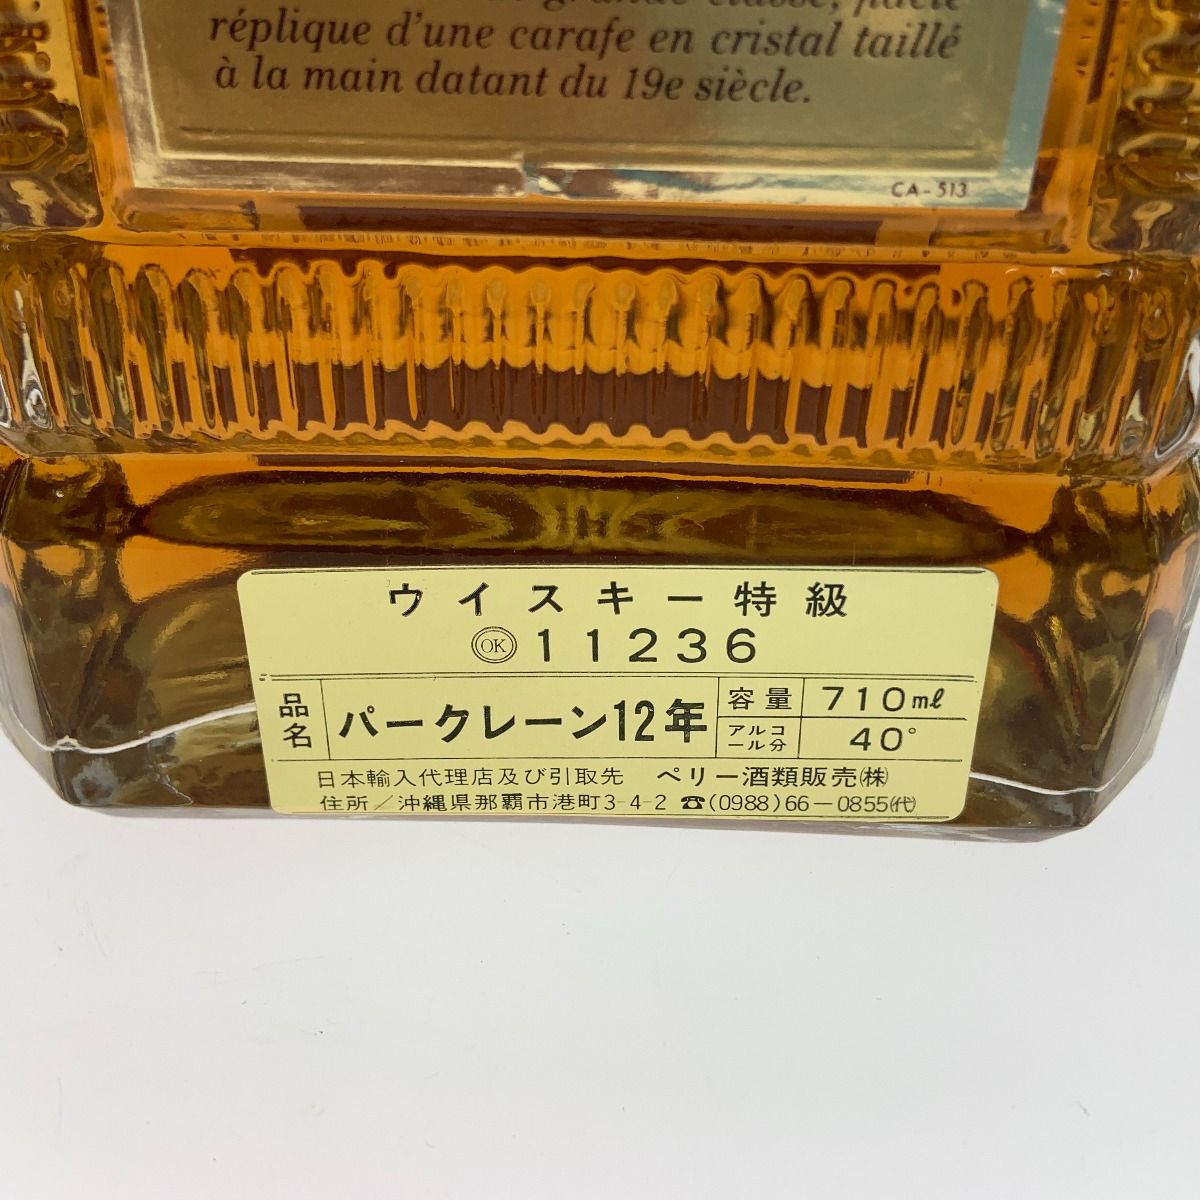 grande classe,
réplique d'une carafe en cristal taillé
à la main datant du 19e siècle.
CA-513
ウイスキー特級
OK 11236
品名 パークレーン12年 容量 710ml
アルコール分 40°
日本輸入代理店及び引取先 ペリー酒類販売㈱
住所／沖縄県那覇市港町3-4-2 ☎(0988)66-0855㈹